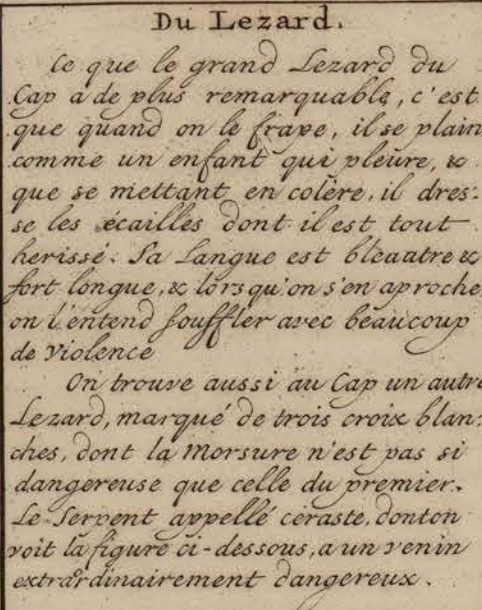 Du Lezard.
Ce que le grand Lezard du
Cap a de plus remarquable, c'est
que quand on le frape, il se plain
comme un enfant qui pleure, &
que se mettant en colère, il dres-
se les écailles dont il est tout
herissé. Sa Langue est bleuatre &
fort longue, & lors qu'on s'en aproche
on l'entend souffler avec beaucoup
de violence
On trouve aussi au Cap un autre
Lezard, marqué de trois croix blan-
ches, dont la Morsure n'est pas si
dangereuse que celle du premier.
Le Serpent appellé céraste, dont on
voit la figure ci-dessous, a un venin
extraordinairement dangereux.